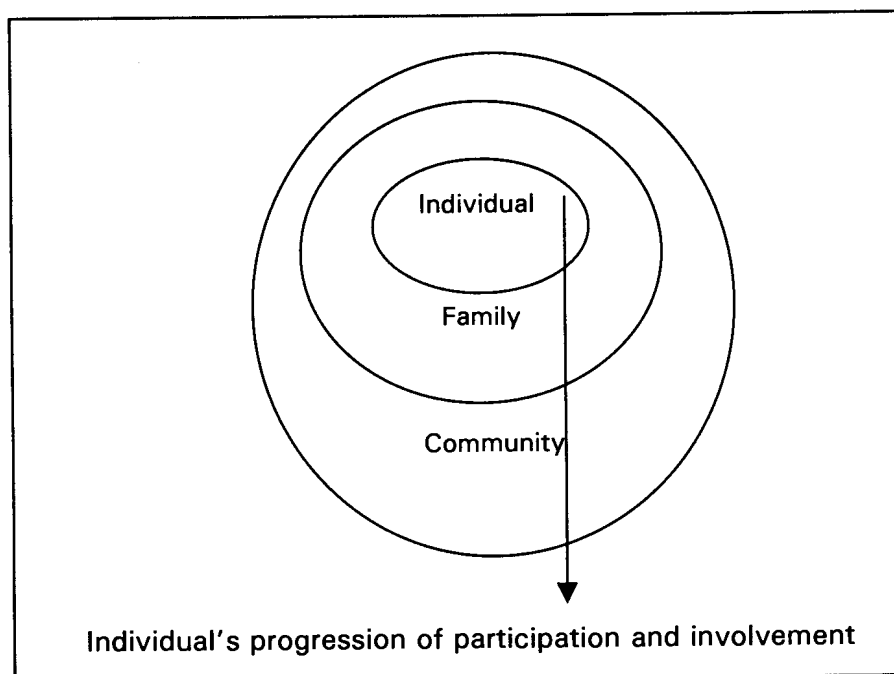 Individual
Family
Community
Individual's progression of participation and involvement